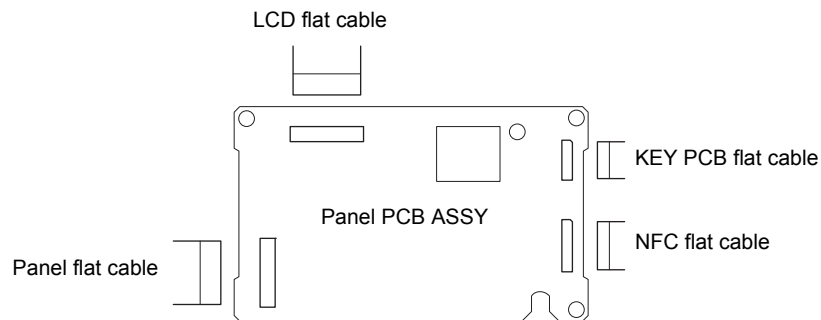 LCD flat cable
KEY PCB flat cable
Panel PCB ASSY
NFC flat cable
Panel flat cable